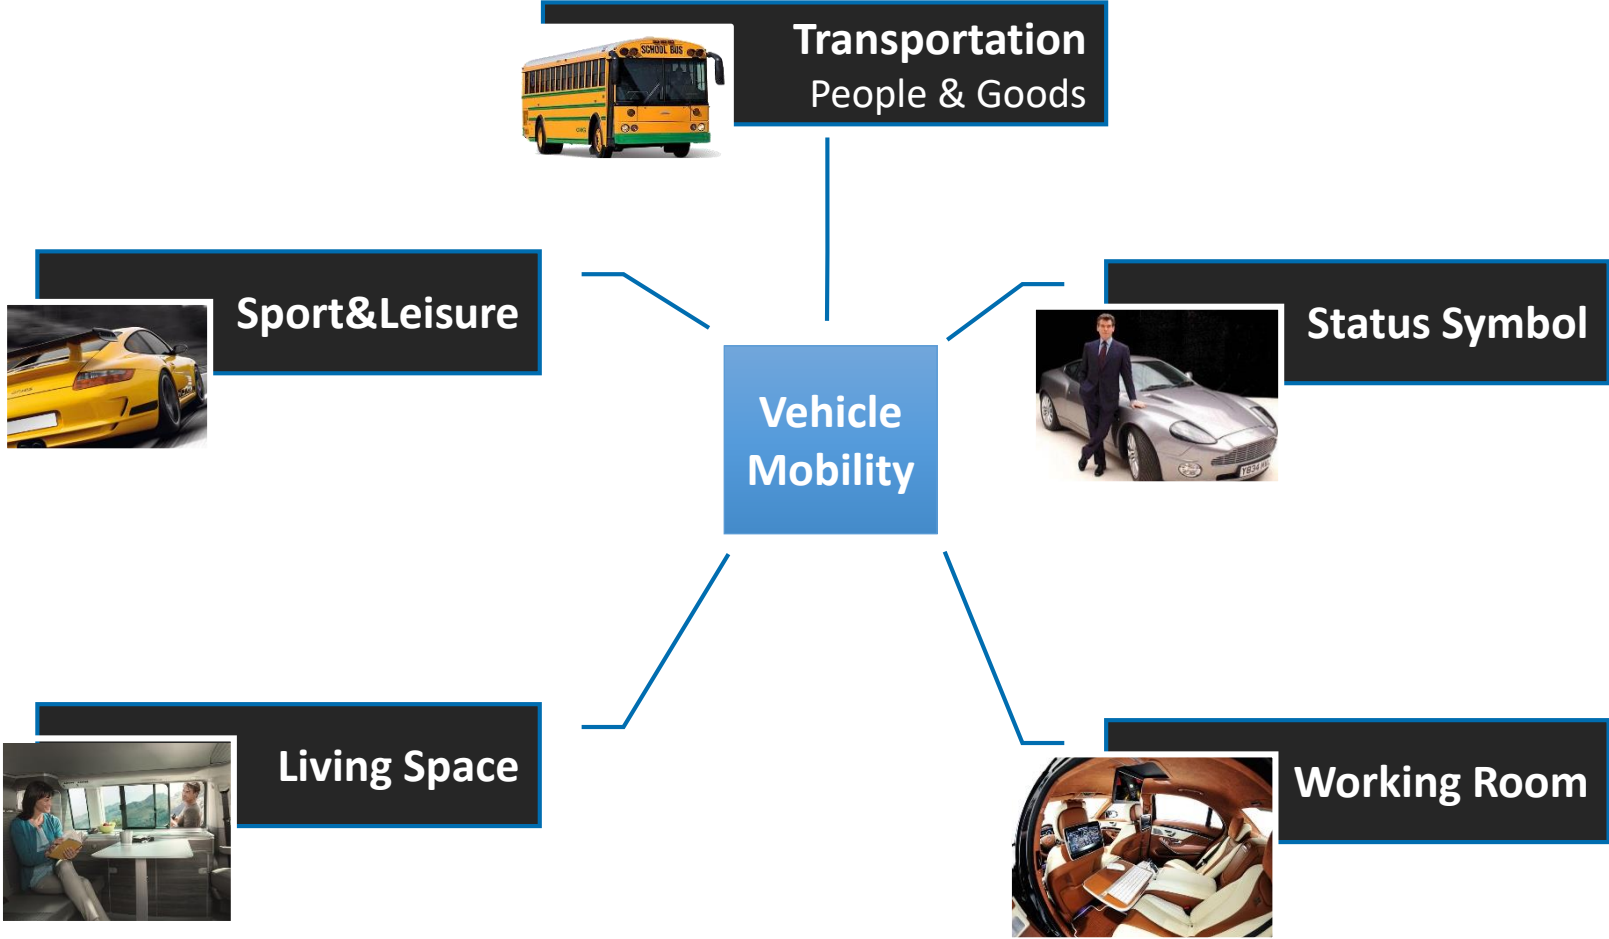 SCHOOL BUS
Transportation
People & Goods
Sport&Leisure
Status Symbol
Vehicle
Mobility
Living Space
Working Room